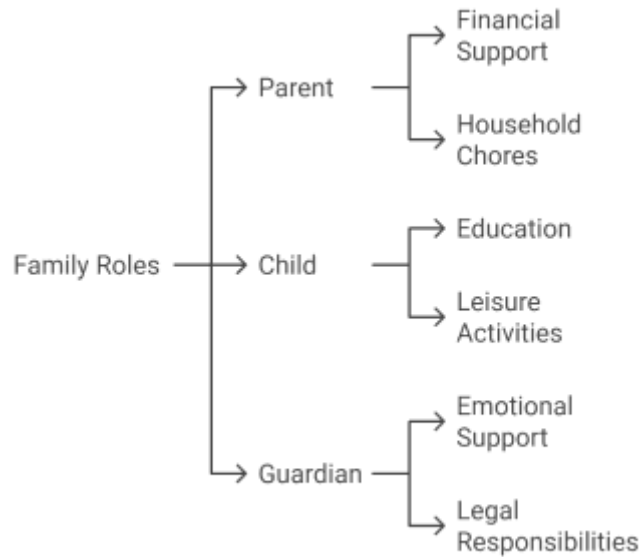 Family Roles
Parent
Financial
Support
Household
Chores
Child
Education
Leisure
Activities
Guardian
Emotional
Support
Legal
Responsibilities